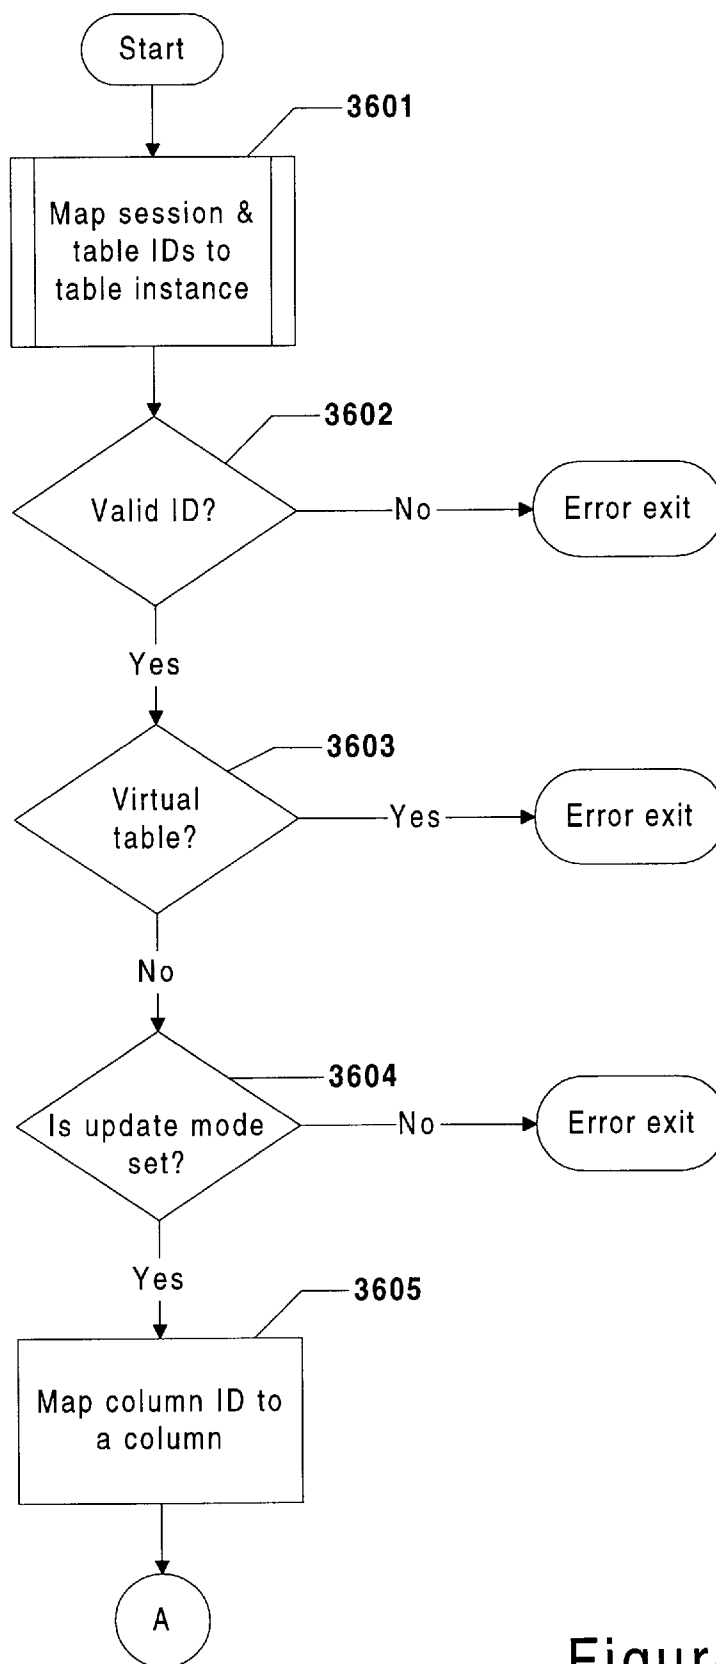 Start
3601
Map session &
table IDs to
table instance
3602
Valid ID?
No
Error exit
Yes
3603
Virtual
table?
Yes
Error exit
No
3604
Is update mode
set?
No
Error exit
Yes
3605
Map column ID to
a column
A